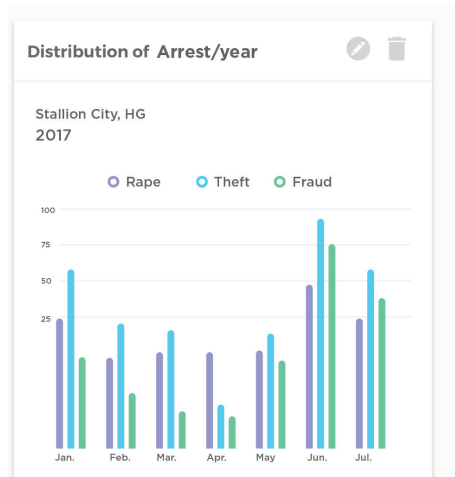 Distribution of Arrest/year
Stallion City, HG
2017
Rape Theft Fraud
100
75
50
25
Jan. Feb. Mar. Apr. May Jun. Jul.